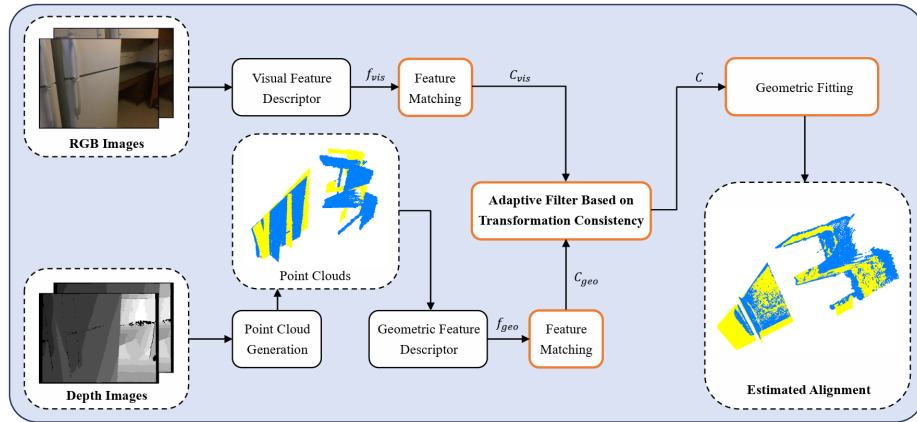 RGB Images
Visual Feature
Descriptor
f_vis
Feature
Matching
C_vis
C
Geometric Fitting
Point Clouds
Adaptive Filter Based on
Transformation Consistency
Depth Images
Point Cloud
Generation
Geometric Feature
Descriptor
f_geo
Feature
Matching
C_geo
Estimated Alignment